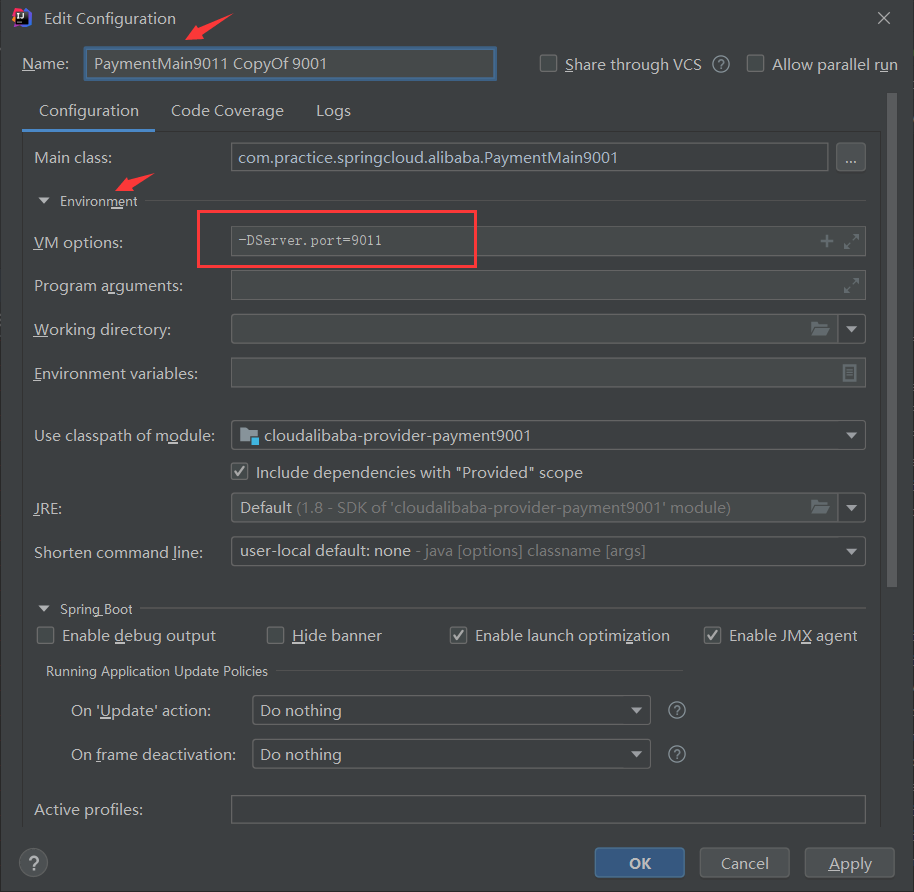 Edit Configuration
Name: PaymentMain9011 CopyOf 9001 Share through VCS ? Allow parallel run
Configuration Code Coverage Logs
Main class: com.practice.springcloud.alibaba.PaymentMain9001 ...
Environment
VM options: -DServer.port=9011
Program arguments:
Working directory:
Environment variables:
Use classpath of module: cloudalibaba-provider-payment9001
Include dependencies with "Provided" scope
JRE: Default (1.8 - SDK of 'cloudalibaba-provider-payment9001' module)
Shorten command line: user-local default: none - java [options] classname [args]
Spring Boot
Enable debug output Hide banner Enable launch optimization Enable JMX agent
Running Application Update Policies
On 'Update' action: Do nothing ?
On frame deactivation: Do nothing ?
Active profiles:
? OK Cancel Apply